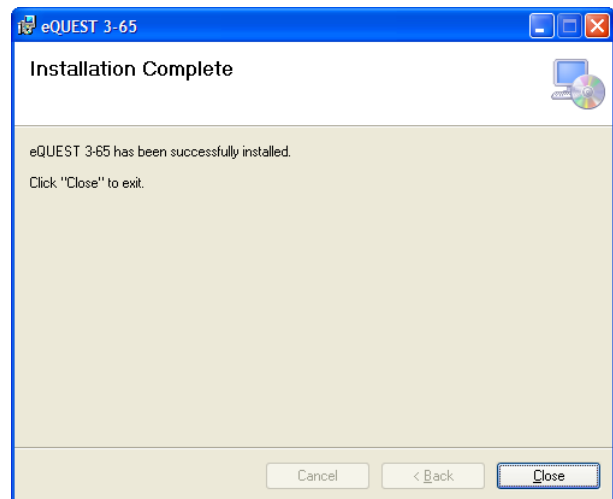 eQUEST 3-65
Installation Complete
eQUEST 3-65 has been successfully installed.
Click "Close" to exit.
Cancel
< Back
Close